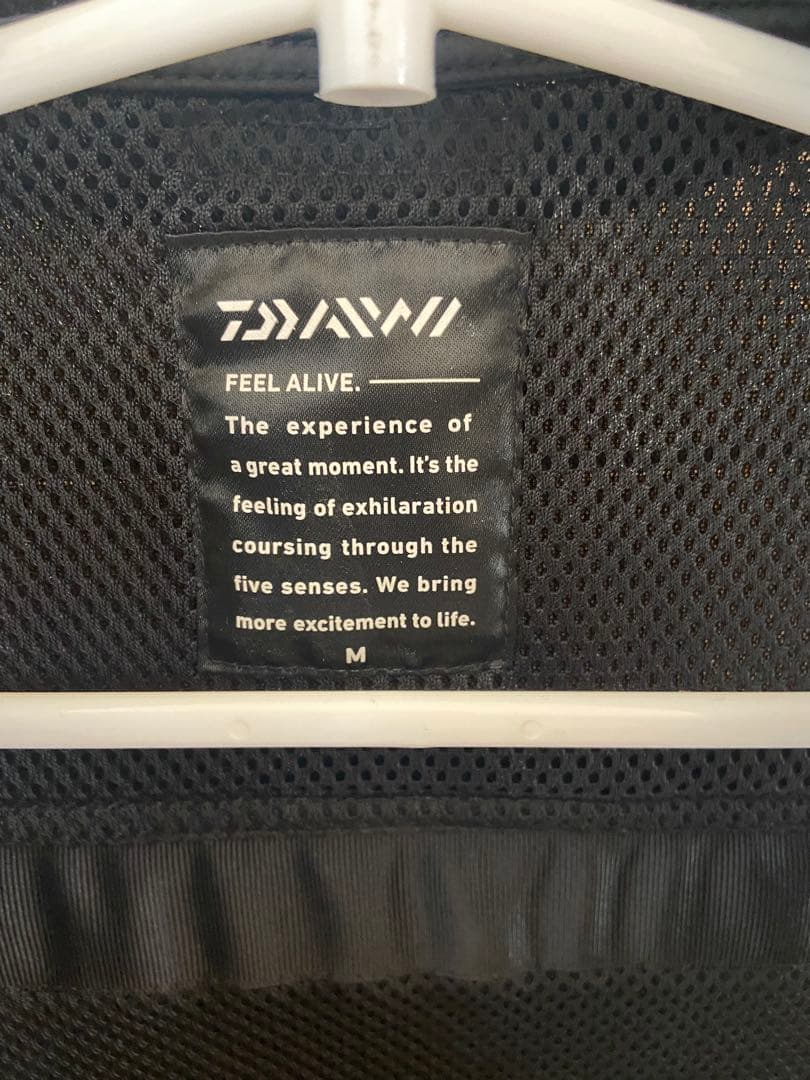 DAIWA
FEEL ALIVE.
The experience of
a great moment. It's the
feeling of exhilaration
coursing through the
five senses. We bring
more excitement to life.
M